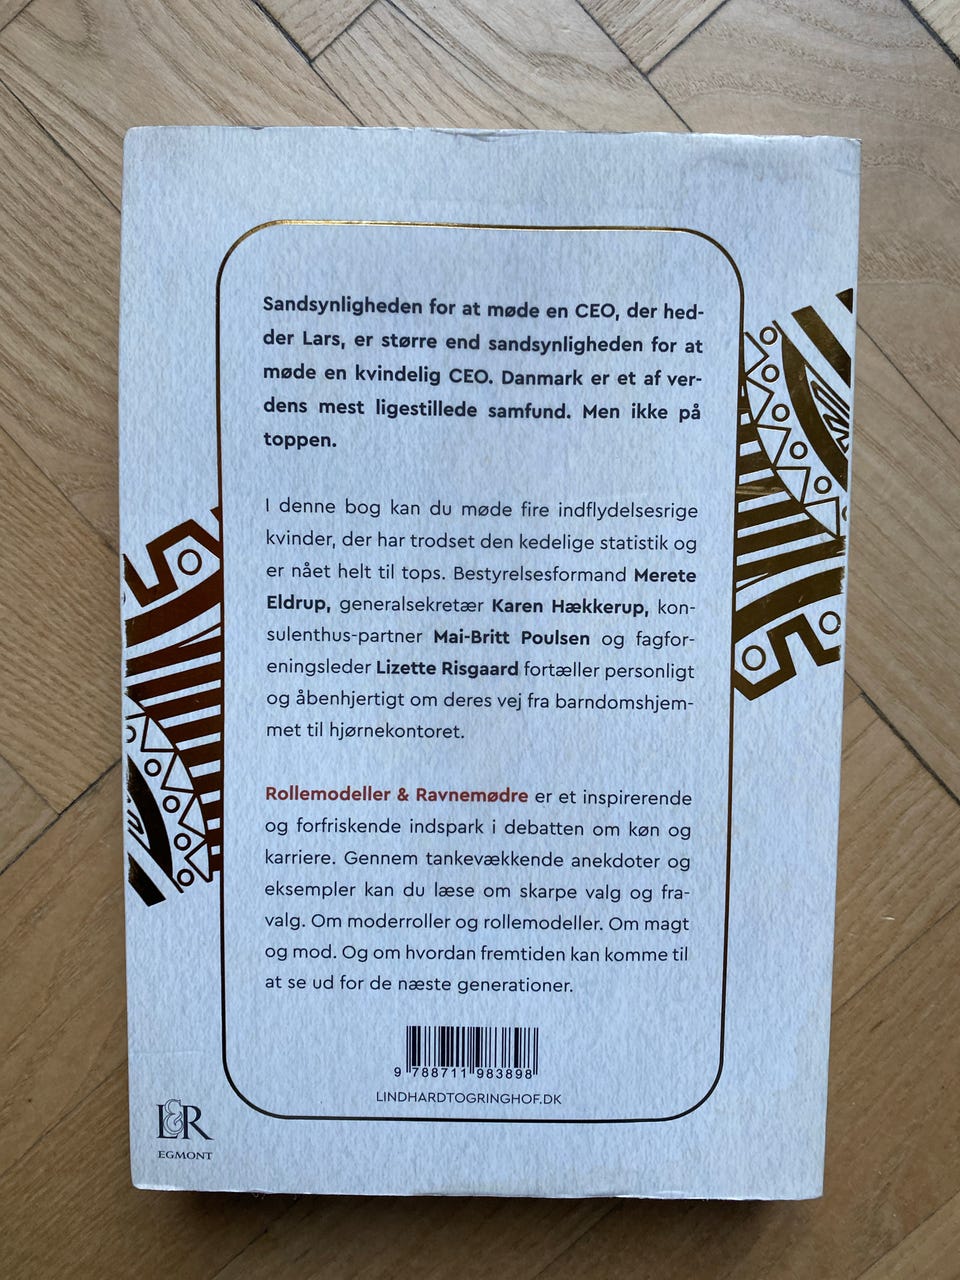 Sandsynligheden for at møde en CEO, der hed-
der Lars, er større end sandsynligheden for at
møde en kvindelig CEO. Danmark er et af ver-
dens mest ligestillede samfund. Men ikke på
toppen.
I denne bog kan du møde fire indflydelsesrige
kvinder, der har trodset den kedelige statistik og
er nået helt til tops. Bestyrelsesformand Merete
Eldrup, generalsekretær Karen Hækkerup, kon-
sulenthus-partner Mai-Britt Poulsen og fagfor-
eningsleder Lizette Risgaard fortæller personligt
og åbenhjertigt om deres vej fra barndomshjem-
met til hjørnekontoret.
Rollemodeller & Ravnemødre er et inspirerende
og forfriskende indspark i debatten om køn og
karriere. Gennem tankevækkende anekdoter og
eksempler kan du læse om skarpe valg og fra-
valg. Om moderroller og rollemodeller. Om magt
og mod. Og om hvordan fremtiden kan komme til
at se ud for de næste generationer.
9 788711 983898
LINDHARDTOGRINGHOF.DK
L&R
EGMONT